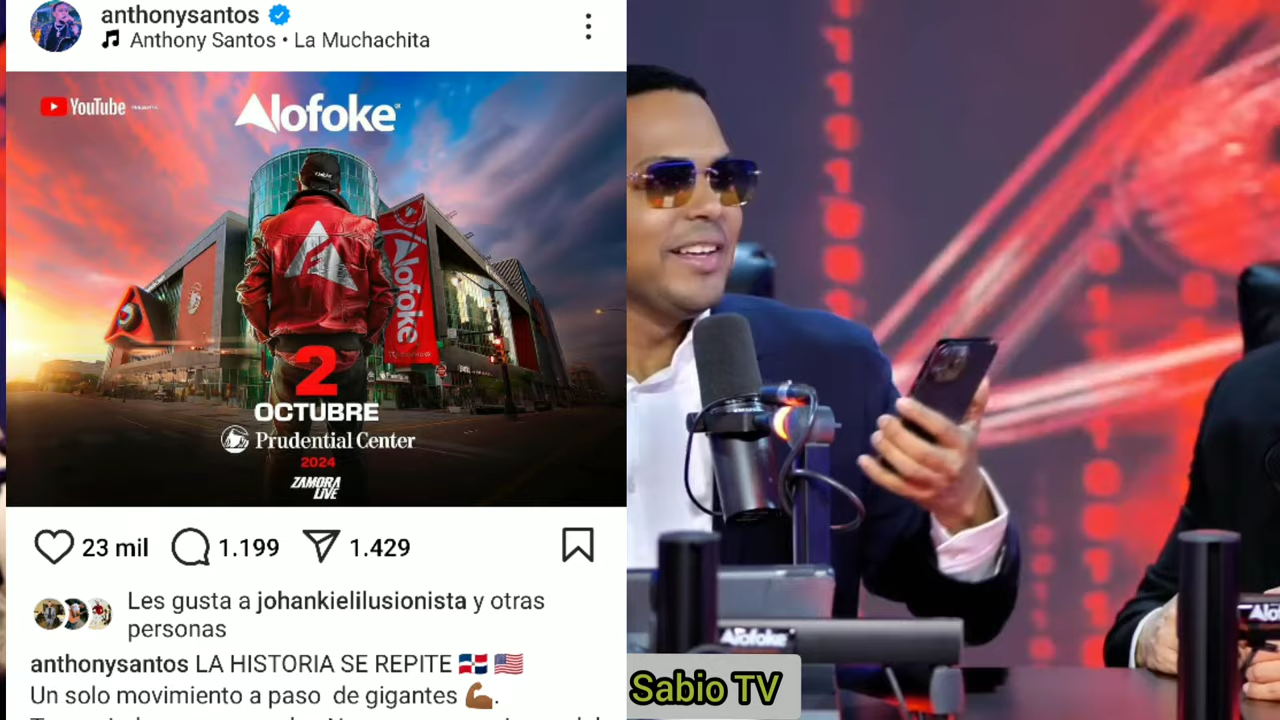 anthonysantos
Anthony Santos • La Muchachita
YouTube
Alofoke
Alofoke
2
OCTUBRE
Prudential Center
2024
ZAMORA
LIVE
23 mil
1.199
1.429
Les gusta a johankielilusionista y otras
personas
anthonysantos LA HISTORIA SE REPITE 🇩🇴 🇺🇸
Un solo movimiento a paso de gigantes 💪🏾.
Alofoke
Sabio TV